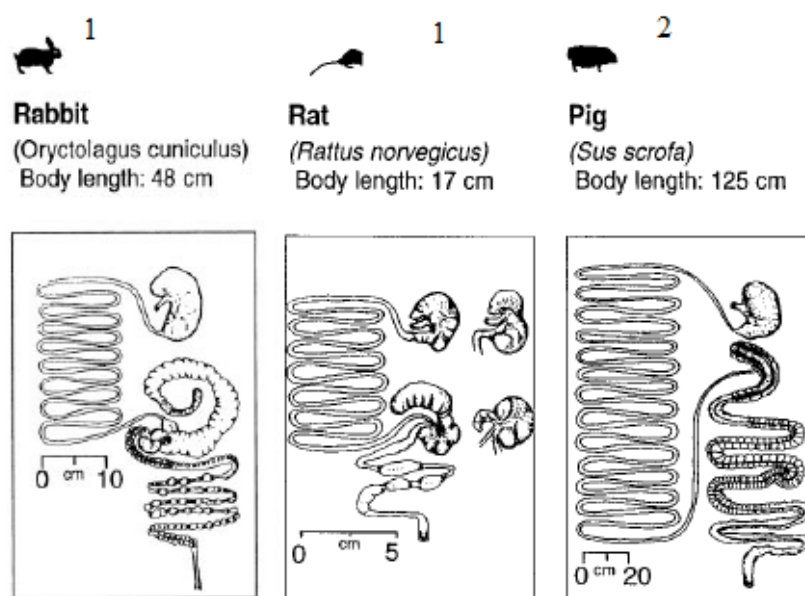 1
1
2
Rabbit
(Oryctolagus cuniculus)
Body length: 48 cm
Rat
(Rattus norvegicus)
Body length: 17 cm
Pig
(Sus scrofa)
Body length: 125 cm
0 cm 10
0 cm 5
0 cm 20